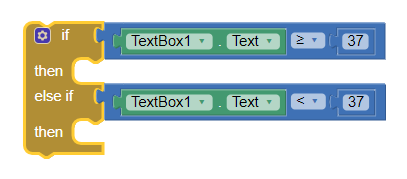 if TextBox1 . Text ≥ 37
then
else if TextBox1 . Text < 37
then